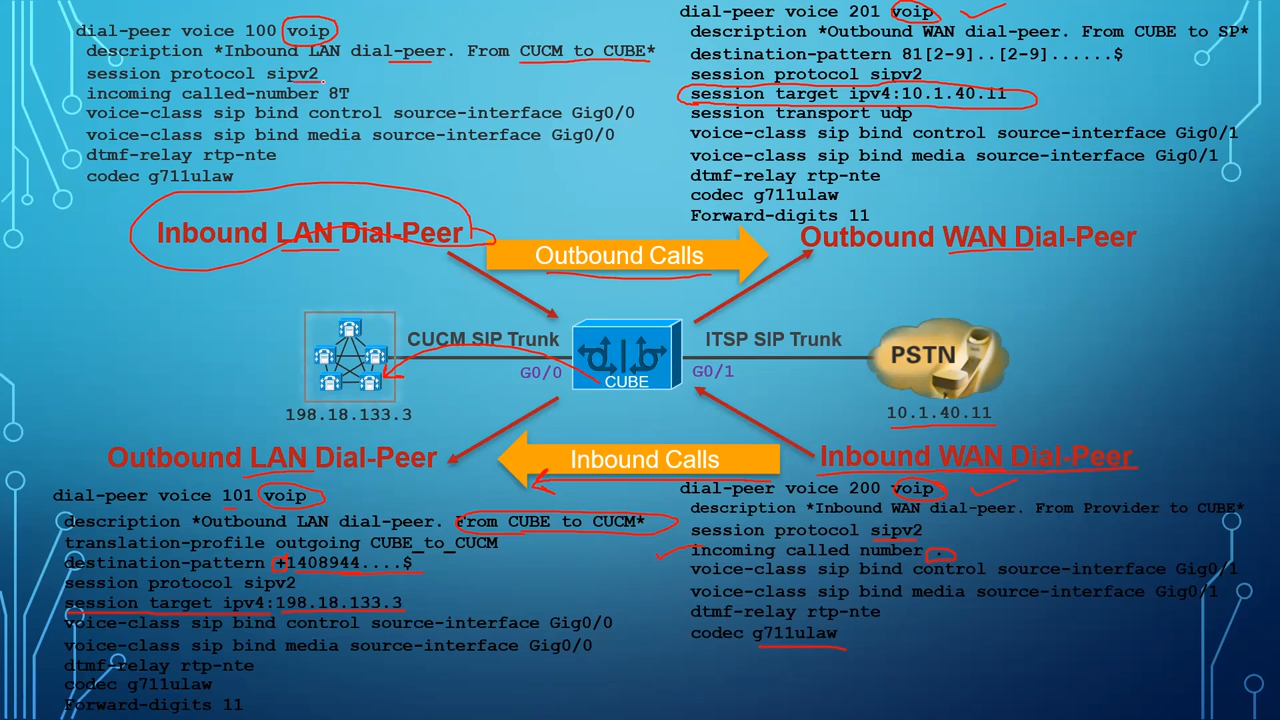 dial-peer voice 100 voip
description *Inbound LAN dial-peer. From CUCM to CUBE*
session protocol sipv2
incoming called-number 8T
voice-class sip bind control source-interface Gig0/0
voice-class sip bind media source-interface Gig0/0
dtmf-relay rtp-nte
codec g711ulaw
dial-peer voice 201 voip
description *Outbound WAN dial-peer. From CUBE to SP*
destination-pattern 81[2-9]..[2-9]......$
session protocol sipv2
session target ipv4:10.1.40.11
session transport udp
voice-class sip bind control source-interface Gig0/1
voice-class sip bind media source-interface Gig0/1
dtmf-relay rtp-nte
codec g711ulaw
Forward-digits 11
Inbound LAN Dial-Peer
Outbound Calls
Outbound WAN Dial-Peer
CUCM SIP Trunk
ITSP SIP Trunk
PSTN
G0/0
G0/1
CUBE
198.18.133.3
10.1.40.11
Outbound LAN Dial-Peer
Inbound Calls
Inbound WAN Dial-Peer
dial-peer voice 101 voip
description *Outbound LAN dial-peer. From CUBE to CUCM*
translation-profile outgoing CUBE_to_CUCM
destination-pattern +1408944....$
session protocol sipv2
session target ipv4:198.18.133.3
voice-class sip bind control source-interface Gig0/0
voice-class sip bind media source-interface Gig0/0
dtmf-relay rtp-nte
codec g711ulaw
Forward-digits 11
dial-peer voice 200 voip
description *Inbound WAN dial-peer. From Provider to CUBE*
session protocol sipv2
incoming called number .
voice-class sip bind control source-interface Gig0/1
voice-class sip bind media source-interface Gig0/1
dtmf-relay rtp-nte
codec g711ulaw